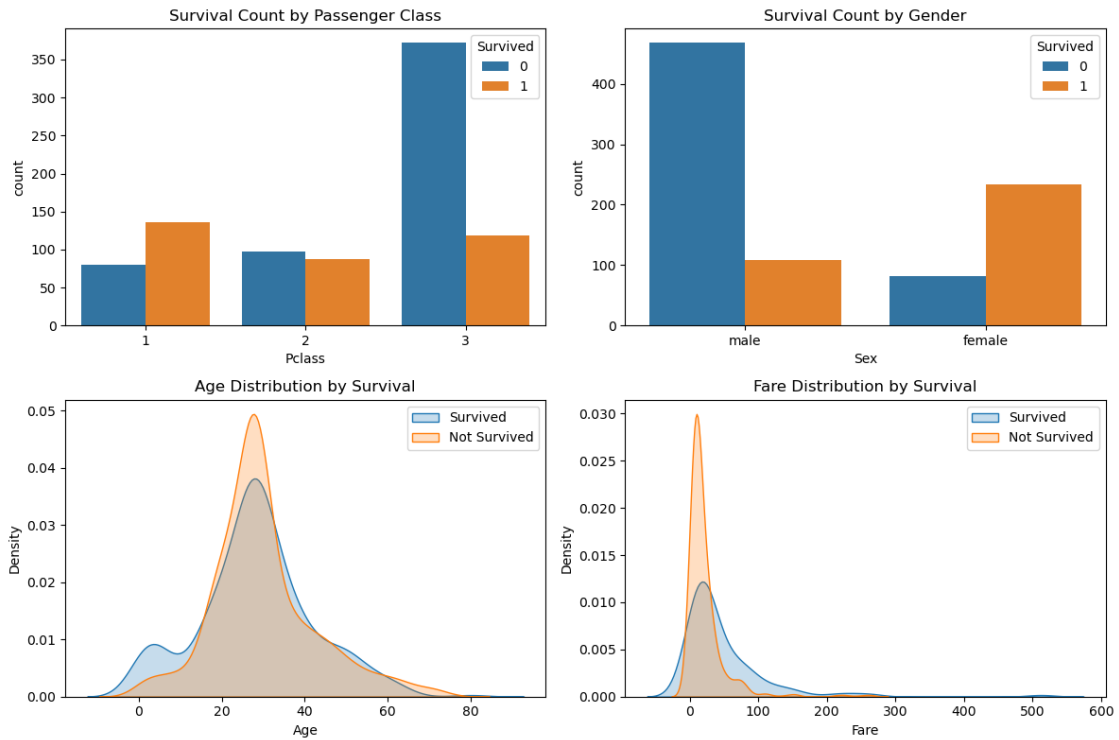 Survival Count by Passenger Class
Survived
0
1
350
300
250
200
150
100
50
0
count
1 2 3
Pclass
Survival Count by Gender
Survived
0
1
400
300
200
100
0
count
male female
Sex
Age Distribution by Survival
Survived
Not Survived
0.05
0.04
0.03
0.02
0.01
0.00
Density
0 20 40 60 80
Age
Fare Distribution by Survival
Survived
Not Survived
0.030
0.025
0.020
0.015
0.010
0.005
0.000
Density
0 100 200 300 400 500 600
Fare